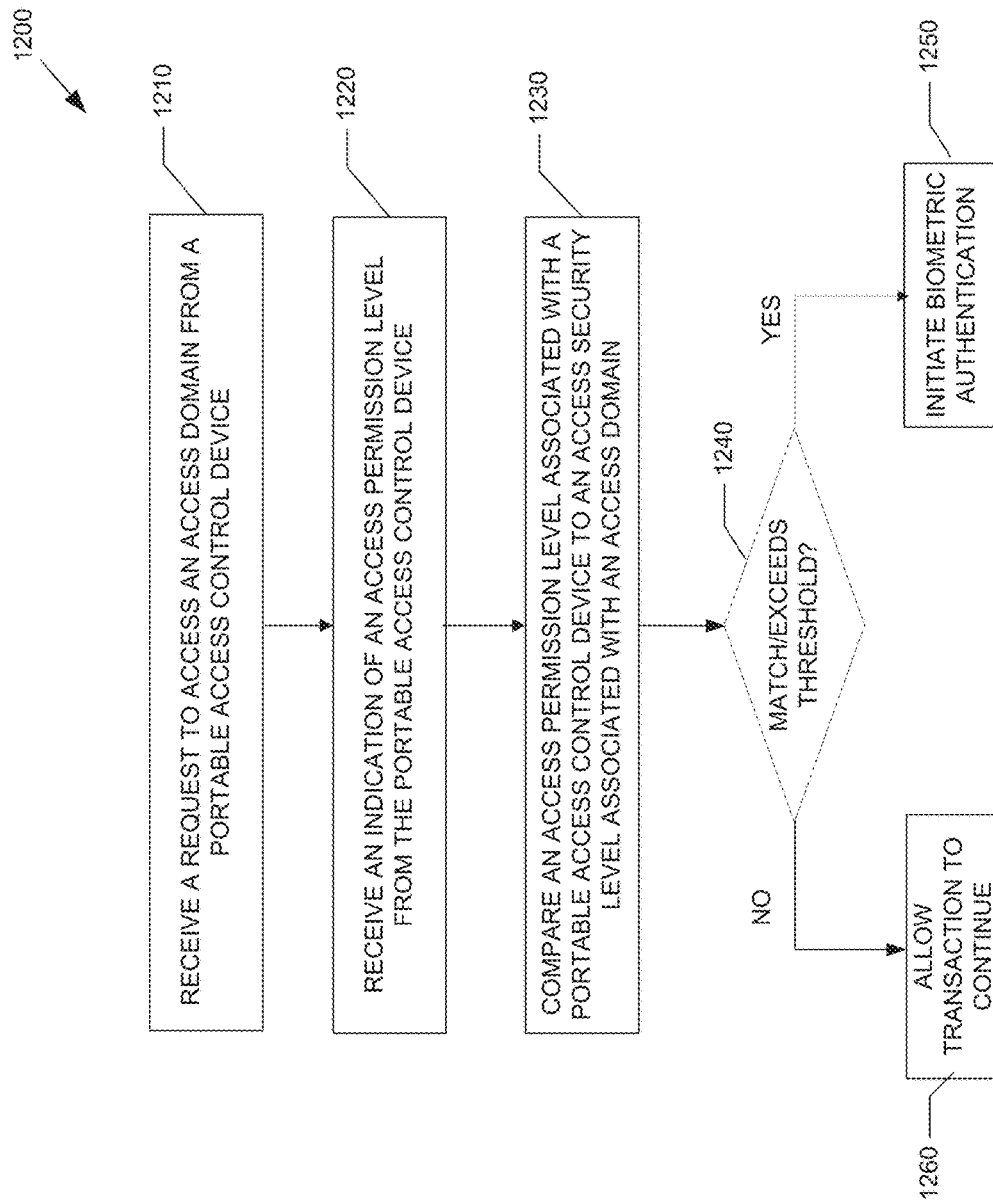 1200
RECEIVE A REQUEST TO ACCESS AN ACCESS DOMAIN FROM A
PORTABLE ACCESS CONTROL DEVICE
1210
RECEIVE AN INDICATION OF AN ACCESS PERMISSION LEVEL
FROM THE PORTABLE ACCESS CONTROL DEVICE
1220
COMPARE AN ACCESS PERMISSION LEVEL ASSOCIATED WITH A
PORTABLE ACCESS CONTROL DEVICE TO AN ACCESS SECURITY
LEVEL ASSOCIATED WITH AN ACCESS DOMAIN
1230
1240
MATCH/EXCEEDS
THRESHOLD?
NO
YES
ALLOW
TRANSACTION TO
CONTINUE
1260
INITIATE BIOMETRIC
AUTHENTICATION
1250